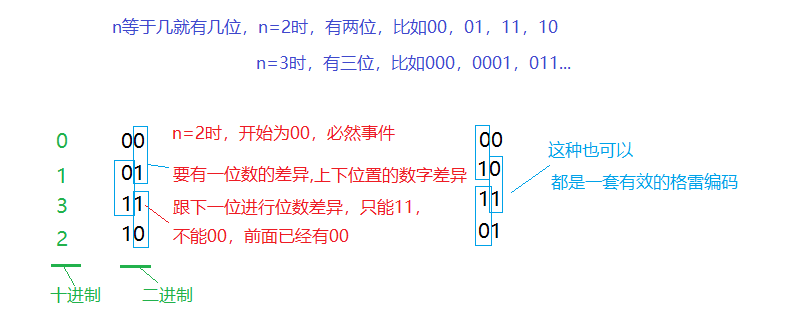 n等于几就有几位，n=2时，有两位，比如00，01，11，10
n=3时，有三位，比如000，0001，011...
0 00 n=2时，开始为00，必然事件 00
这种也可以
1 01 要有一位数的差异,上下位置的数字差异 10
都是一套有效的格雷编码
3 11 跟下一位进行位数差异，只能11， 11
2 10 不能00，前面已经有00 01
十进制 二进制